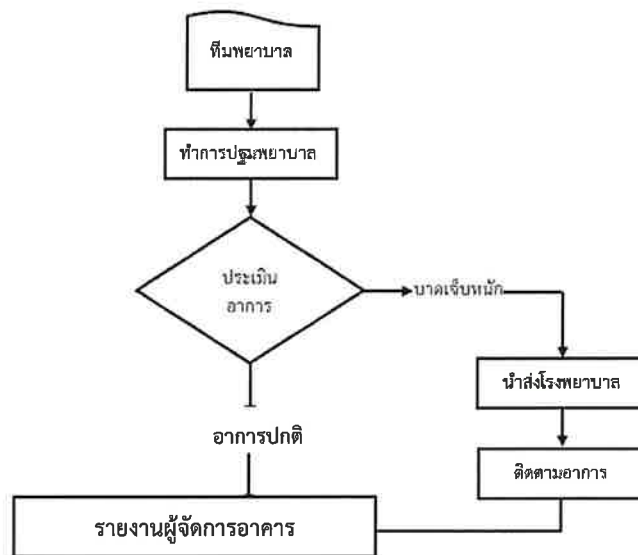 ทีมพยาบาล
ทำการปฐมพยาบาล
ประเมิน
อาการ
บาดเจ็บหนัก
นำส่งโรงพยาบาล
อาการปกติ
ติดตามอาการ
รายงานผู้จัดการอาคาร